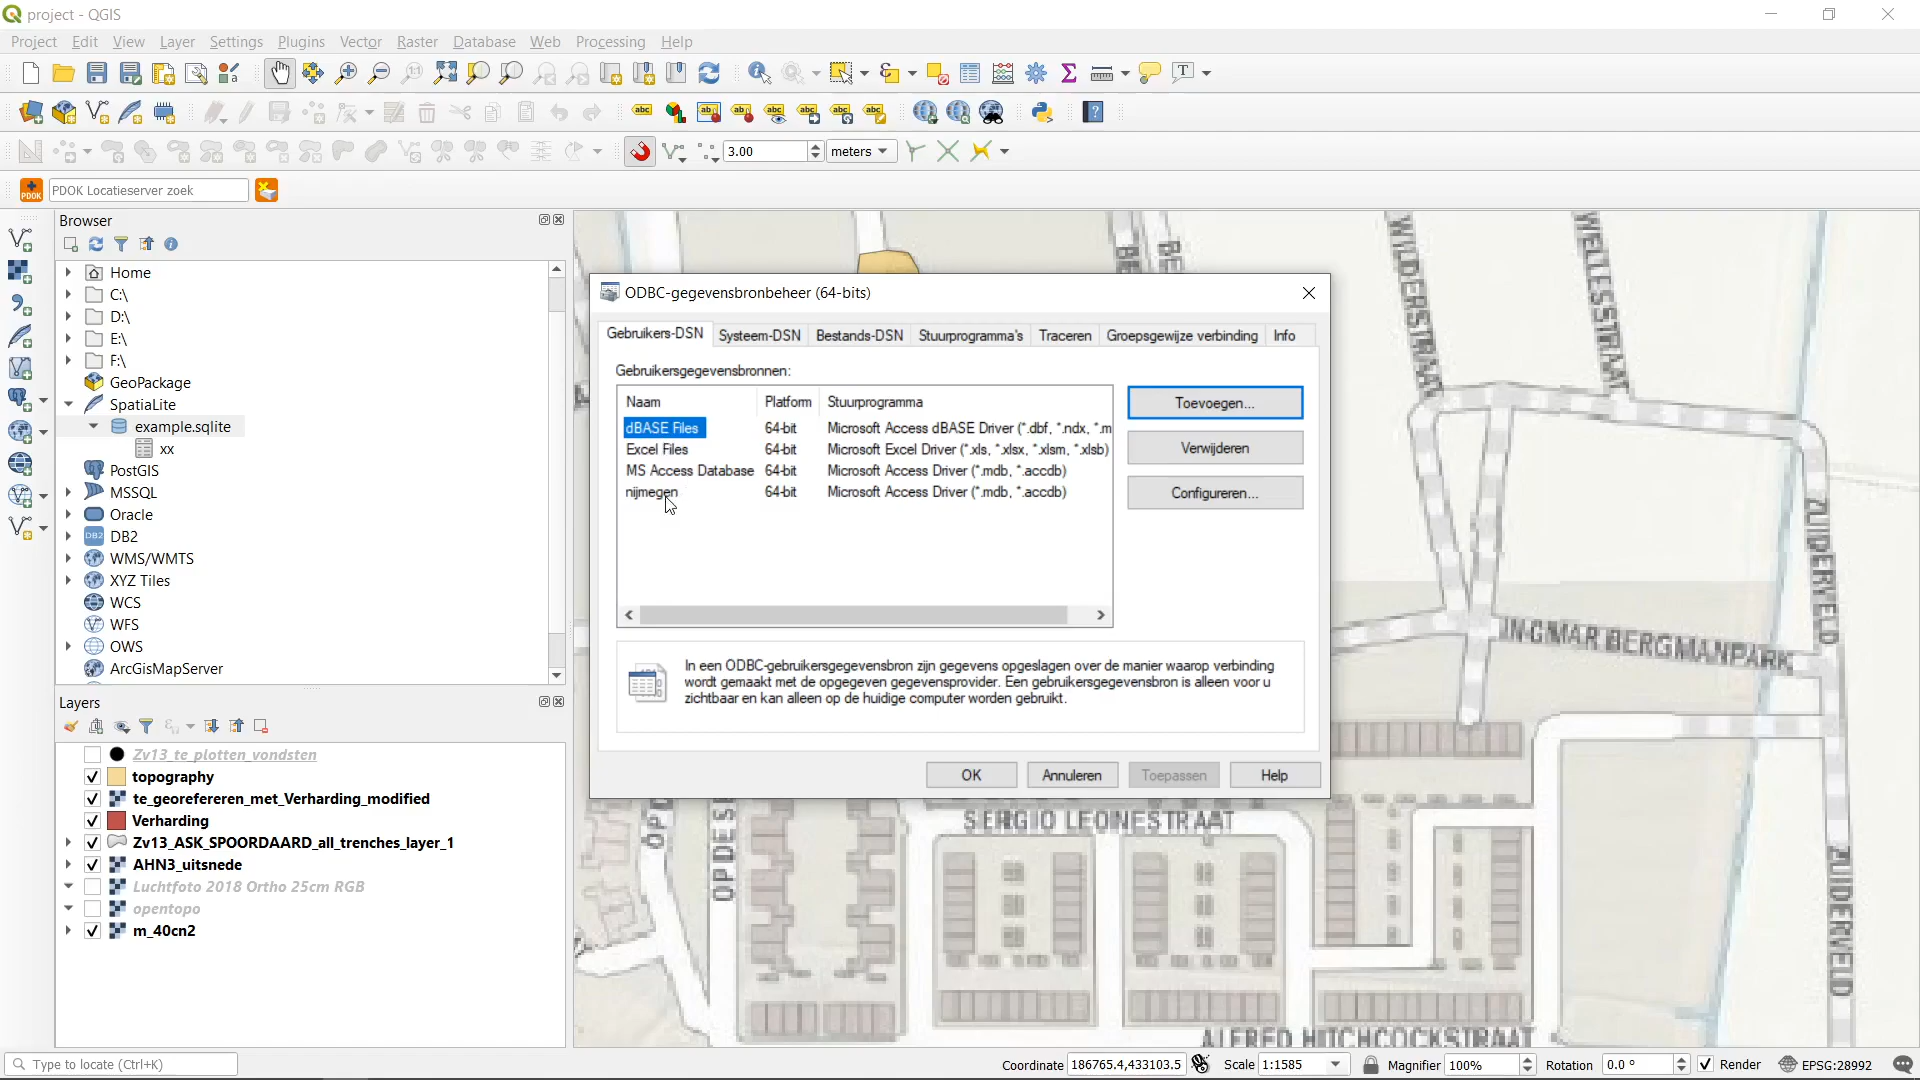 project - QGIS
Project Edit View Layer Settings Plugins Vector Raster Database Web Processing Help
3.00 meters
PDOK PDOK Locatieserver zoek
Browser
Home
C:\
D:\
E:\
F:\
GeoPackage
SpatiaLite
example.sqlite
xx
PostGIS
MSSQL
Oracle
DB2
WMS/WMTS
XYZ Tiles
WCS
WFS
OWS
ArcGisMapServer
Layers
Zv13_te_plotten_vondsten
topography
te_georefereren_met_Verharding_modified
Verharding
Zv13_ASK_SPOORDAARD_all_trenches_layer_1
AHN3_uitsnede
Luchtfoto 2018 Ortho 25cm RGB
opentopo
m_40cn2
ODBC-gegevensbronbeheer (64-bits)
Gebruikers-DSN Systeem-DSN Bestands-DSN Stuurprogramma's Traceren Groepsgewijze verbinding Info
Gebruikersgegevensbronnen:
Naam Platform Stuurprogramma
dBASE Files 64-bit Microsoft Access dBASE Driver (*.dbf, *.ndx, *.m
Excel Files 64-bit Microsoft Excel Driver (*.xls, *.xlsx, *.xlsm, *.xlsb)
MS Access Database 64-bit Microsoft Access Driver (*.mdb, *.accdb)
nijmegen 64-bit Microsoft Access Driver (*.mdb, *.accdb)
Toevoegen...
Verwijderen
Configureren...
In een ODBC-gebruikersgegevensbron zijn gegevens opgeslagen over de manier waarop verbinding
wordt gemaakt met de opgegeven gegevensprovider. Een gebruikersgegevensbron is alleen voor u
zichtbaar en kan alleen op de huidige computer worden gebruikt.
OK Annuleren Toepassen Help
WIJDERSTRAAT
WELLESSTRAAT
ZUIDERVELD
INGMAR BERGMANPARK
SERGIO LEONESTRAAT
OPDES
ZUIDERVELD
ALFRED HITCHCOCKSTRAAT
Type to locate (Ctrl+K) Coordinate 186765.4,433103.5 Scale 1:1585 Magnifier 100% Rotation 0.0 ° Render EPSG:28992